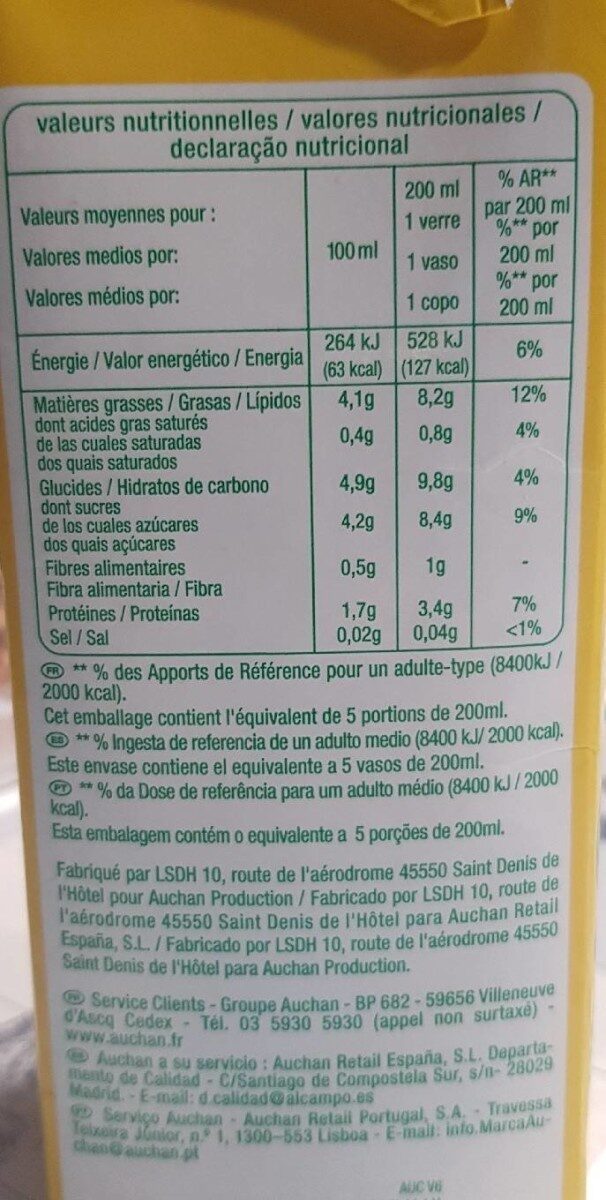 valeurs nutritionnelles / valores nutricionales /
declaração nutricional
Valeurs moyennes pour :
Valores medios por:
Valores médios por:
100 ml
200 ml
1 verre
1 vaso
1 copo
% AR**
par 200 ml
%** por
200 ml
%** por
200 ml
Énergie / Valor energético / Energia 264 kJ 528 kJ 6%
(63 kcal) (127 kcal)
Matières grasses / Grasas / Lípidos 4,1g 8,2g 12%
dont acides gras saturés
de las cuales saturadas 0,4g 0,8g 4%
dos quais saturados
Glucides / Hidratos de carbono 4,9g 9,8g 4%
dont sucres
de los cuales azúcares 4,2g 8,4g 9%
dos quais açúcares
Fibres alimentaires 0,5g 1g -
Fibra alimentaria / Fibra
Protéines / Proteínas 1,7g 3,4g 7%
Sel / Sal 0,02g 0,04g <1%
FR ** % des Apports de Référence pour un adulte-type (8400kJ /
2000 kcal).
Cet emballage contient l'équivalent de 5 portions de 200ml.
ES ** % Ingesta de referencia de un adulto medio (8400 kJ/ 2000 kcal).
Este envase contiene el equivalente a 5 vasos de 200ml.
PT ** % da Dose de referência para um adulto médio (8400 kJ / 2000
kcal).
Esta embalagem contém o equivalente a 5 porções de 200ml.
Fabriqué par LSDH 10, route de l'aérodrome 45550 Saint Denis de
l'Hôtel pour Auchan Production / Fabricado por LSDH 10, route de
l'aérodrome 45550 Saint Denis de l'Hôtel para Auchan Retail
España, S.L. / Fabricado por LSDH 10, route de l'aérodrome 45550
Saint Denis de l'Hôtel para Auchan Production.
FR Service Clients - Groupe Auchan - BP 682 - 59656 Villeneuve
d'Ascq Cedex - Tél. 03 5930 5930 (appel non surtaxé) -
www.auchan.fr
ES Auchan a su servicio : Auchan Retail España, S.L. Departa-
mento de Calidad - C/Santiago de Compostela Sur, s/n- 28029
Madrid. - E-mail: d.calidad@alcampo.es
PT Serviço Auchan - Auchan Retail Portugal, S.A. - Travessa
Teixeira Júnior, n.º 1, 1300-553 Lisboa - E-mail: info.MarcaAu-
chan@auchan.pt
AUC V6